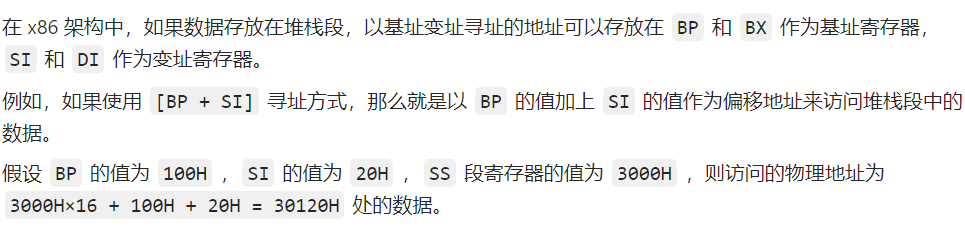 在 x86 架构中，如果数据存放在堆栈段，以基址变址寻址的地址可以存放在 BP 和 BX 作为基址寄存器，
SI 和 DI 作为变址寄存器。
例如，如果使用 [BP + SI] 寻址方式，那么就是以 BP 的值加上 SI 的值作为偏移地址来访问堆栈段中的
数据。
假设 BP 的值为 100H ，SI 的值为 20H ，SS 段寄存器的值为 3000H ，则访问的物理地址为
3000H×16 + 100H + 20H = 30120H 处的数据。